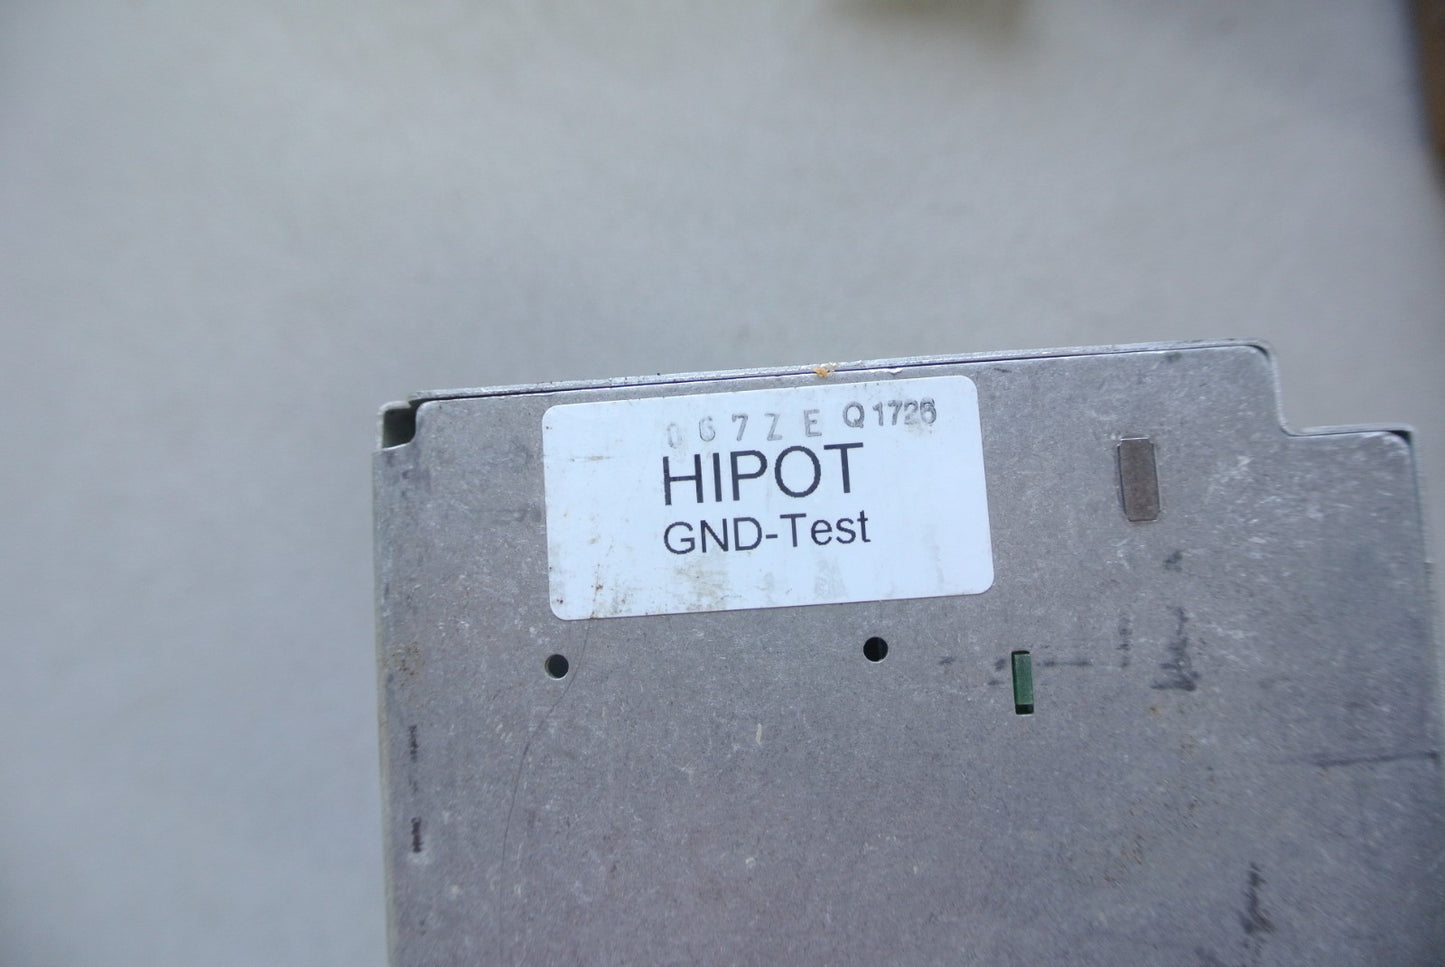 067ZE Q1726
HIPOT
GND-Test